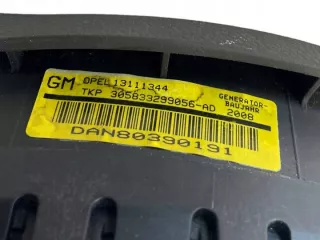 GM OPEL 13111344
TKP 305833299056-AD
GENERATOR-
BAUJAHR
2008
DAN80390191